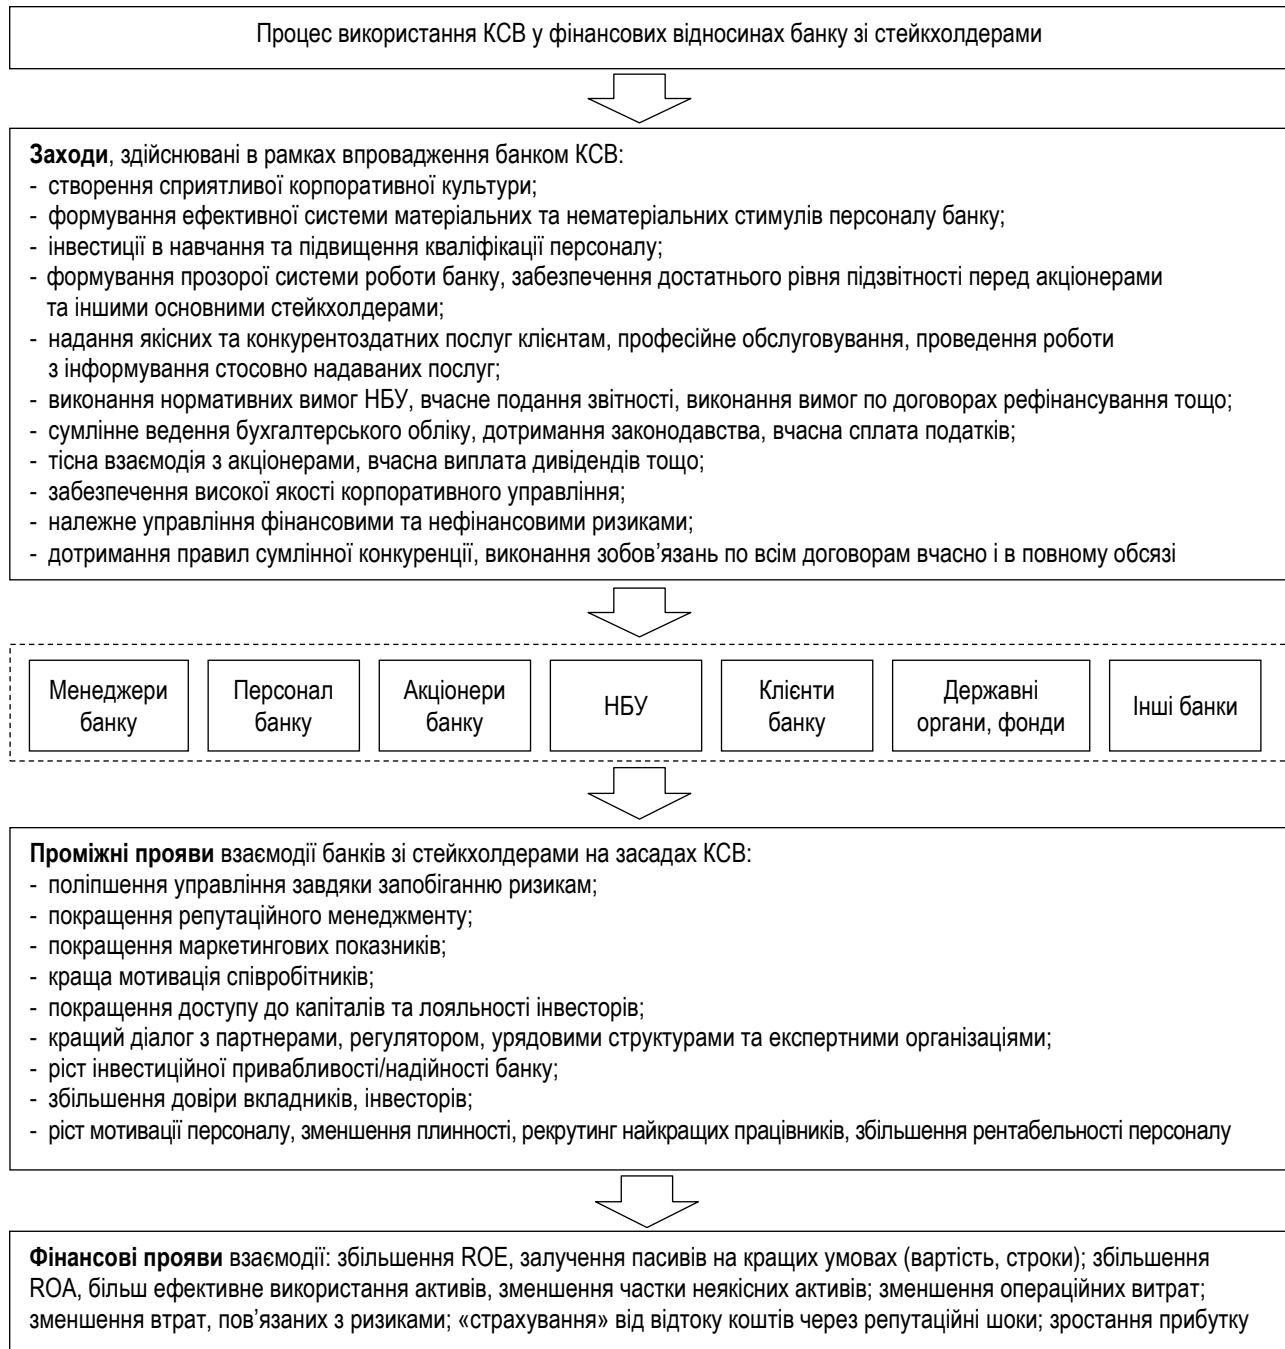 Процес використання КСВ у фінансових відносинах банку зі стейкхолдерами
Заходи, здійснювані в рамках впровадження банком КСВ:
- створення сприятливої корпоративної культури;
- формування ефективної системи матеріальних та нематеріальних стимулів персоналу банку;
- інвестиції в навчання та підвищення кваліфікації персоналу;
- формування прозорої системи роботи банку, забезпечення достатнього рівня підзвітності перед акціонерами
та іншими основними стейкхолдерами;
- надання якісних та конкурентоздатних послуг клієнтам, професійне обслуговування, проведення роботи
з інформування стосовно надаваних послуг;
- виконання нормативних вимог НБУ, вчасне подання звітності, виконання вимог по договорах рефінансування тощо;
- сумлінне ведення бухгалтерського обліку, дотримання законодавства, вчасна сплата податків;
- тісна взаємодія з акціонерами, вчасна виплата дивідендів тощо;
- забезпечення високої якості корпоративного управління;
- належне управління фінансовими та нефінансовими ризиками;
- дотримання правил сумлінної конкуренції, виконання зобов’язань по всім договорам вчасно і в повному обсязі
Менеджери
банку
Персонал
банку
Акціонери
банку
НБУ
Клієнти
банку
Державні
органи, фонди
Інші банки
Проміжні прояви взаємодії банків зі стейкхолдерами на засадах КСВ:
- поліпшення управління завдяки запобіганню ризикам;
- покращення репутаційного менеджменту;
- покращення маркетингових показників;
- краща мотивація співробітників;
- покращення доступу до капіталів та лояльності інвесторів;
- кращий діалог з партнерами, регулятором, урядовими структурами та експертними організаціями;
- ріст інвестиційної привабливості/надійності банку;
- збільшення довіри вкладників, інвесторів;
- ріст мотивації персоналу, зменшення плинності, рекрутинг найкращих працівників, збільшення рентабельності персоналу
Фінансові прояви взаємодії: збільшення ROE, залучення пасивів на кращих умовах (вартість, строки); збільшення
ROA, більш ефективне використання активів, зменшення частки неякісних активів; зменшення операційних витрат;
зменшення втрат, пов’язаних з ризиками; «страхування» від відтоку коштів через репутаційні шоки; зростання прибутку